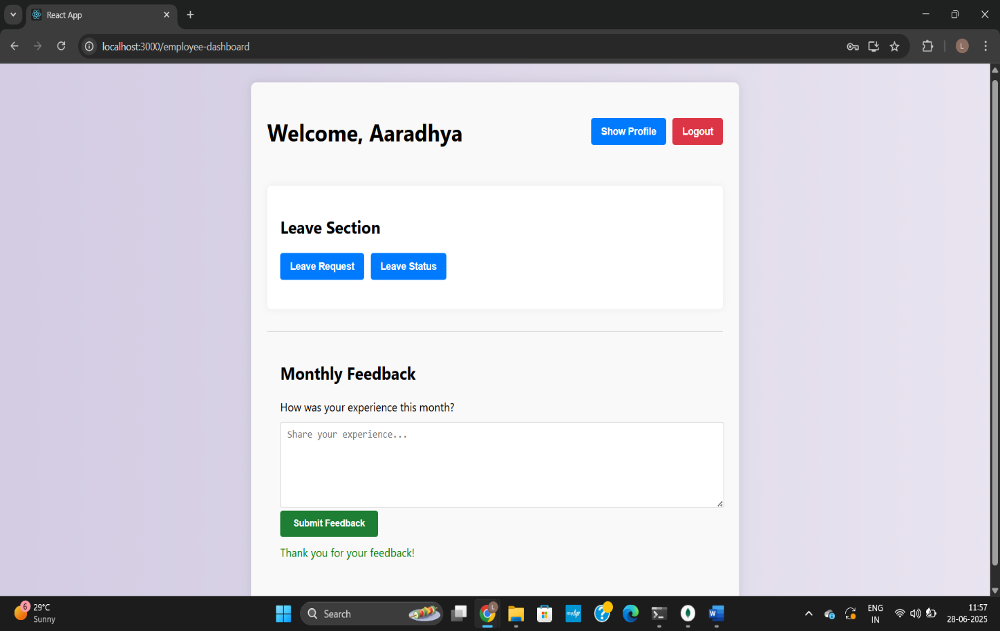 React App
localhost:3000/employee-dashboard
L
Welcome, Aaradhya
Show Profile
Logout
Leave Section
Leave Request
Leave Status
Monthly Feedback
How was your experience this month?
Share your experience...
Submit Feedback
Thank you for your feedback!
6
29°C
Sunny
Search
L
myhp
?
W
ENG
IN
11:57
28-06-2025